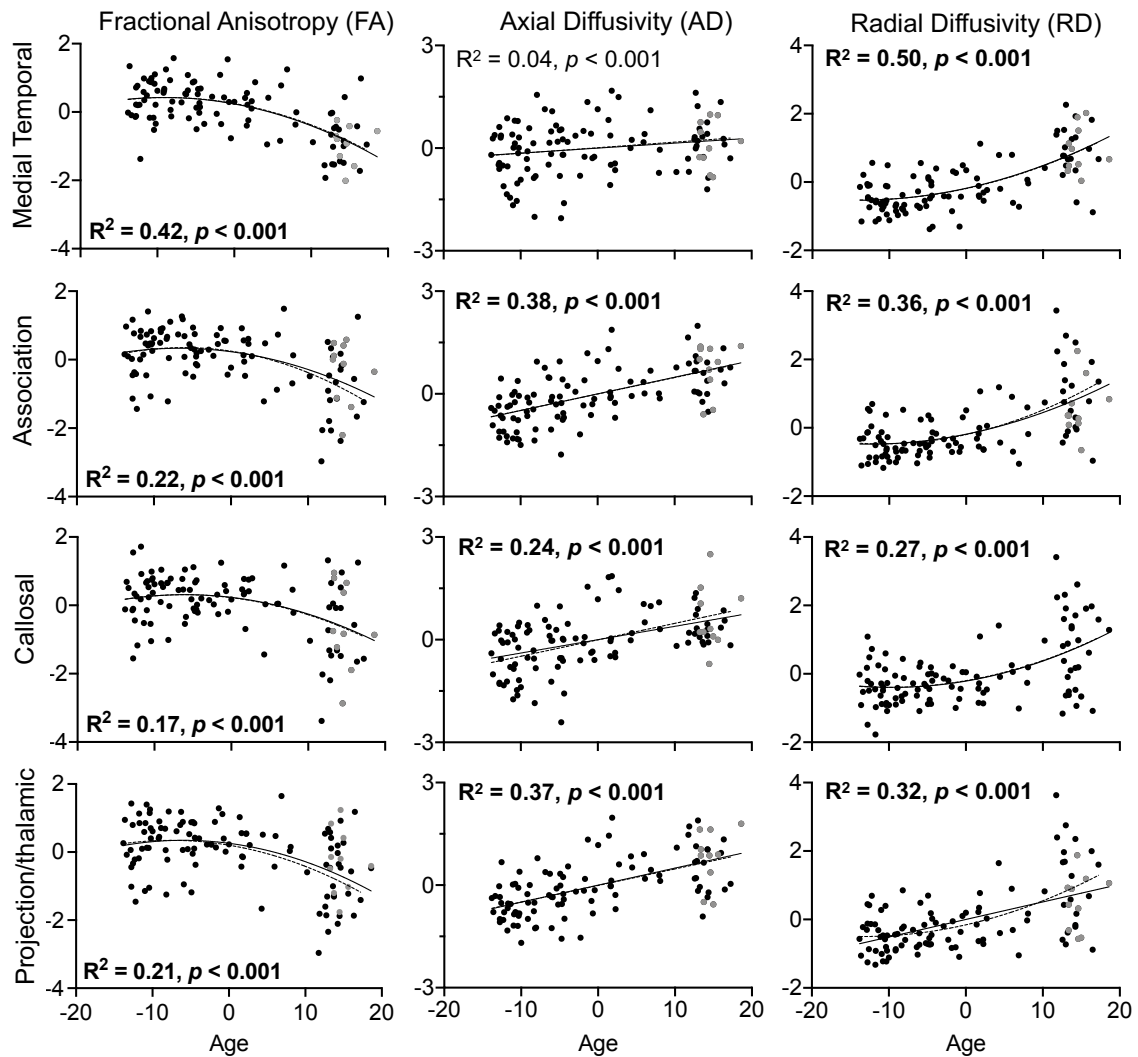 Fractional Anisotropy (FA)
Axial Diffusivity (AD)
Radial Diffusivity (RD)
Medial Temporal
2
0
-2
-4
R² = 0.42, p < 0.001
3
0
-3
R² = 0.04, p < 0.001
4
2
0
-2
R² = 0.50, p < 0.001
Association
2
0
-2
-4
R² = 0.22, p < 0.001
3
0
-3
R² = 0.38, p < 0.001
4
2
0
-2
R² = 0.36, p < 0.001
Callosal
2
0
-2
-4
R² = 0.17, p < 0.001
3
0
-3
R² = 0.24, p < 0.001
4
2
0
-2
R² = 0.27, p < 0.001
Projection/thalamic
2
0
-2
-4
R² = 0.21, p < 0.001
3
0
-3
R² = 0.37, p < 0.001
4
2
0
-2
R² = 0.32, p < 0.001
-20 -10 0 10 20
-20 -10 0 10 20
-20 -10 0 10 20
Age
Age
Age